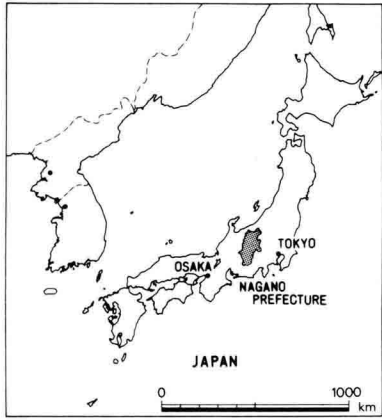 TOKYO
OSAKA
NAGANO
PREFECTURE
JAPAN
0 1000
km